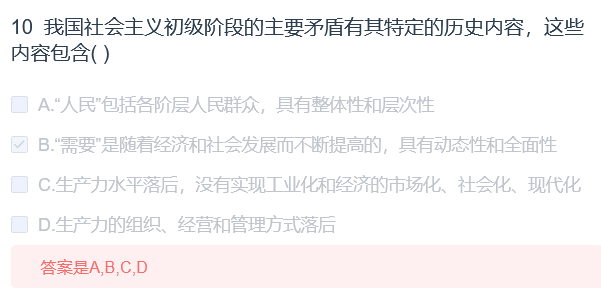 10 我国社会主义初级阶段的主要矛盾有其特定的历史内容，这些
内容包含( )
A.“人民”包括各阶层人民群众，具有整体性和层次性
B.“需要”是随着经济和社会发展而不断提高的，具有动态性和全面性
C.生产力水平落后，没有实现工业化和经济的市场化、社会化、现代化
D.生产力的组织、经营和管理方式落后
答案是A,B,C,D